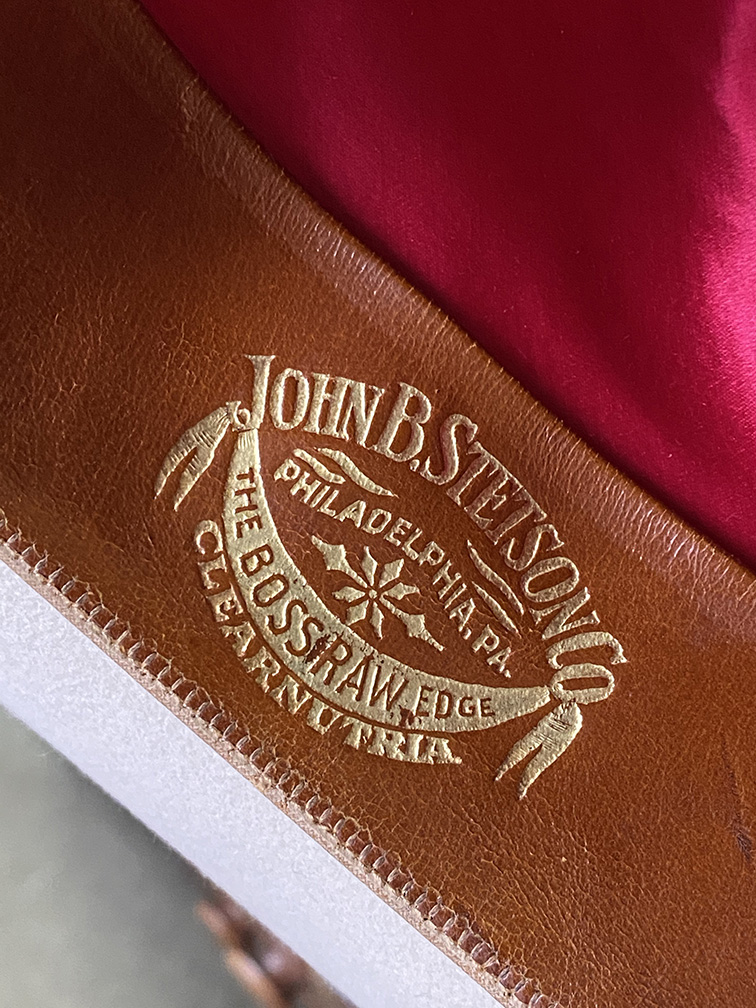 JOHN B. STETSON CO
PHILADELPHIA, PA.
THE BOSS RAW EDGE
CLEAR NUTRIA